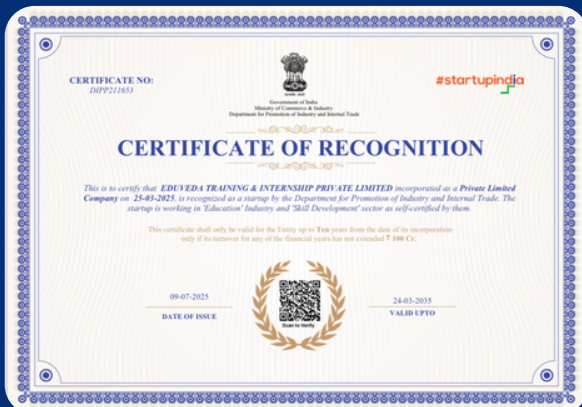 CERTIFICATE NO:
DIPP211653
#startupindia
Government of India
Ministry of Commerce & Industry
Department for Promotion of Industry and Internal Trade
CERTIFICATE OF RECOGNITION
This is to certify that EDUVEDA TRAINING & INTERNSHIP PRIVATE LIMITED incorporated as a Private Limited
Company on 25-03-2025, is recognized as a startup by the Department for Promotion of Industry and Internal Trade. The
startup is working in 'Education' Industry and 'Skill Development' sector as self-certified by them.
This certificate shall only be valid for the Entity up to Ten years from the date of its incorporation
only if its turnover for any of the financial years has not extended ₹ 100 Cr.
09-07-2025
DATE OF ISSUE
Scan to Verify
24-03-2035
VALID UPTO